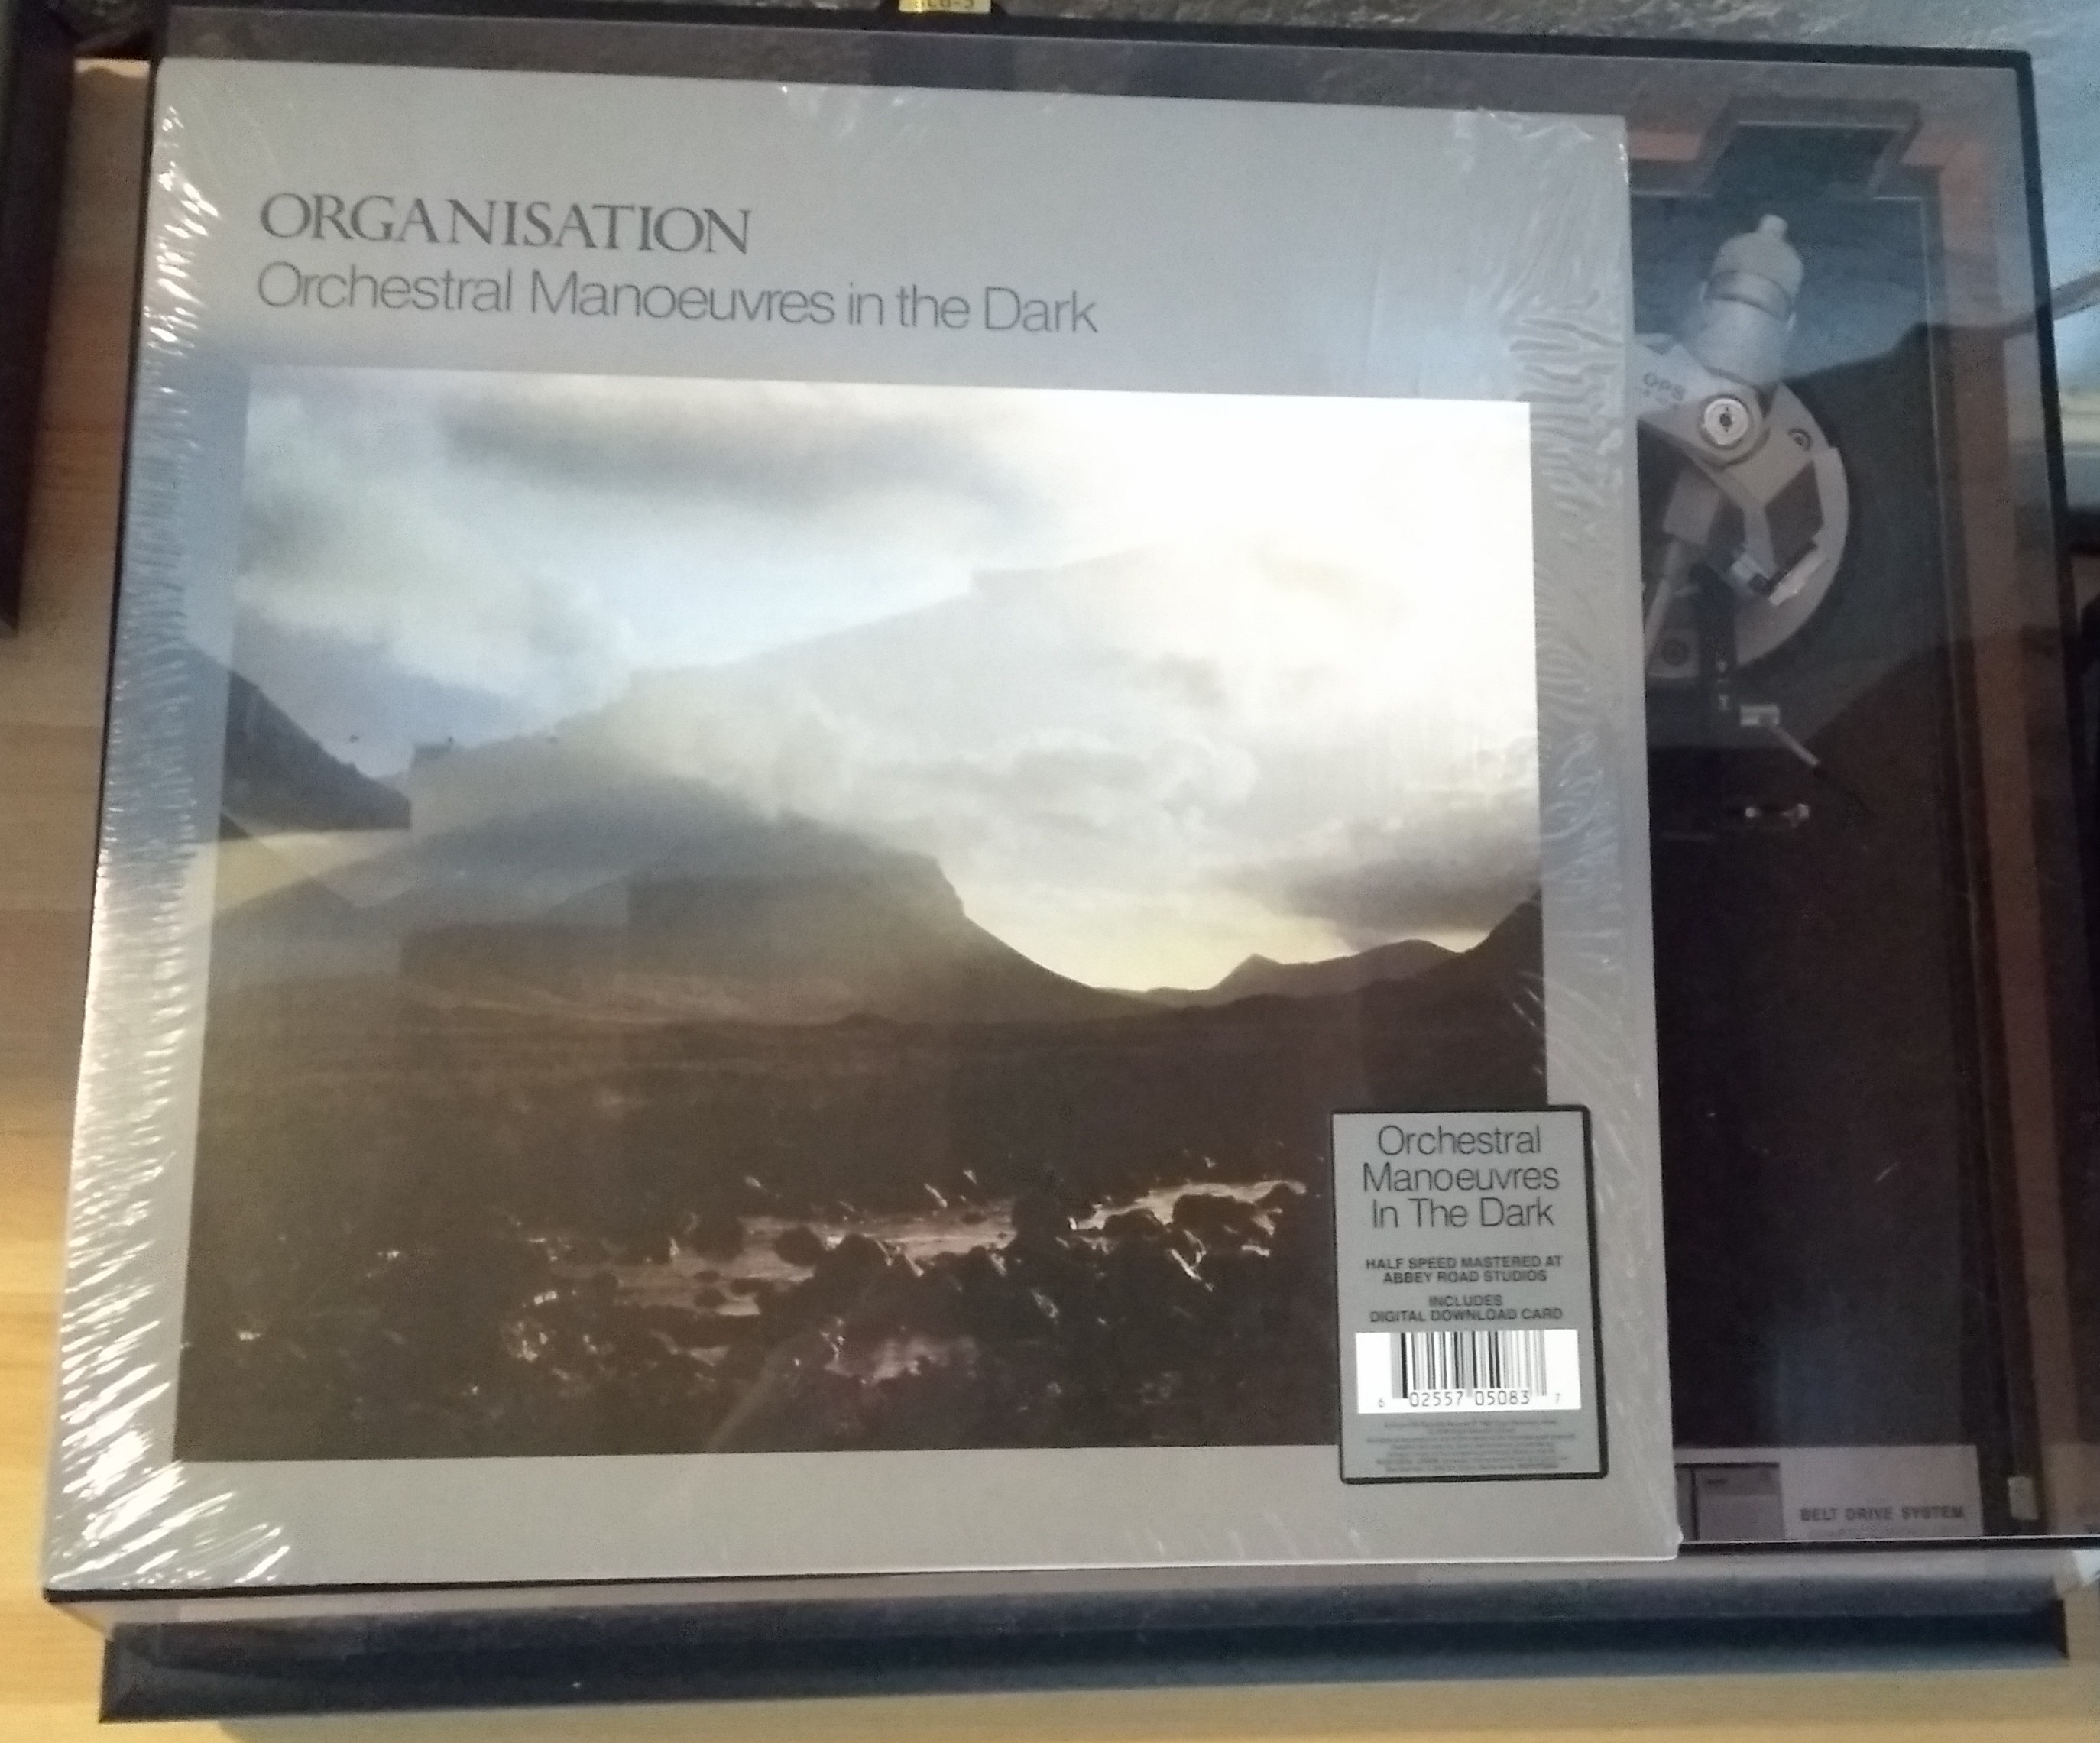 ORGANISATION
Orchestral Manoeuvres in the Dark
Orchestral
Manoeuvres
In The Dark
HALF SPEED MASTERED AT
ABBEY ROAD STUDIOS
INCLUDES
DIGITAL DOWNLOAD CARD
6 02557 05083 7
BELT DRIVE SYSTEM